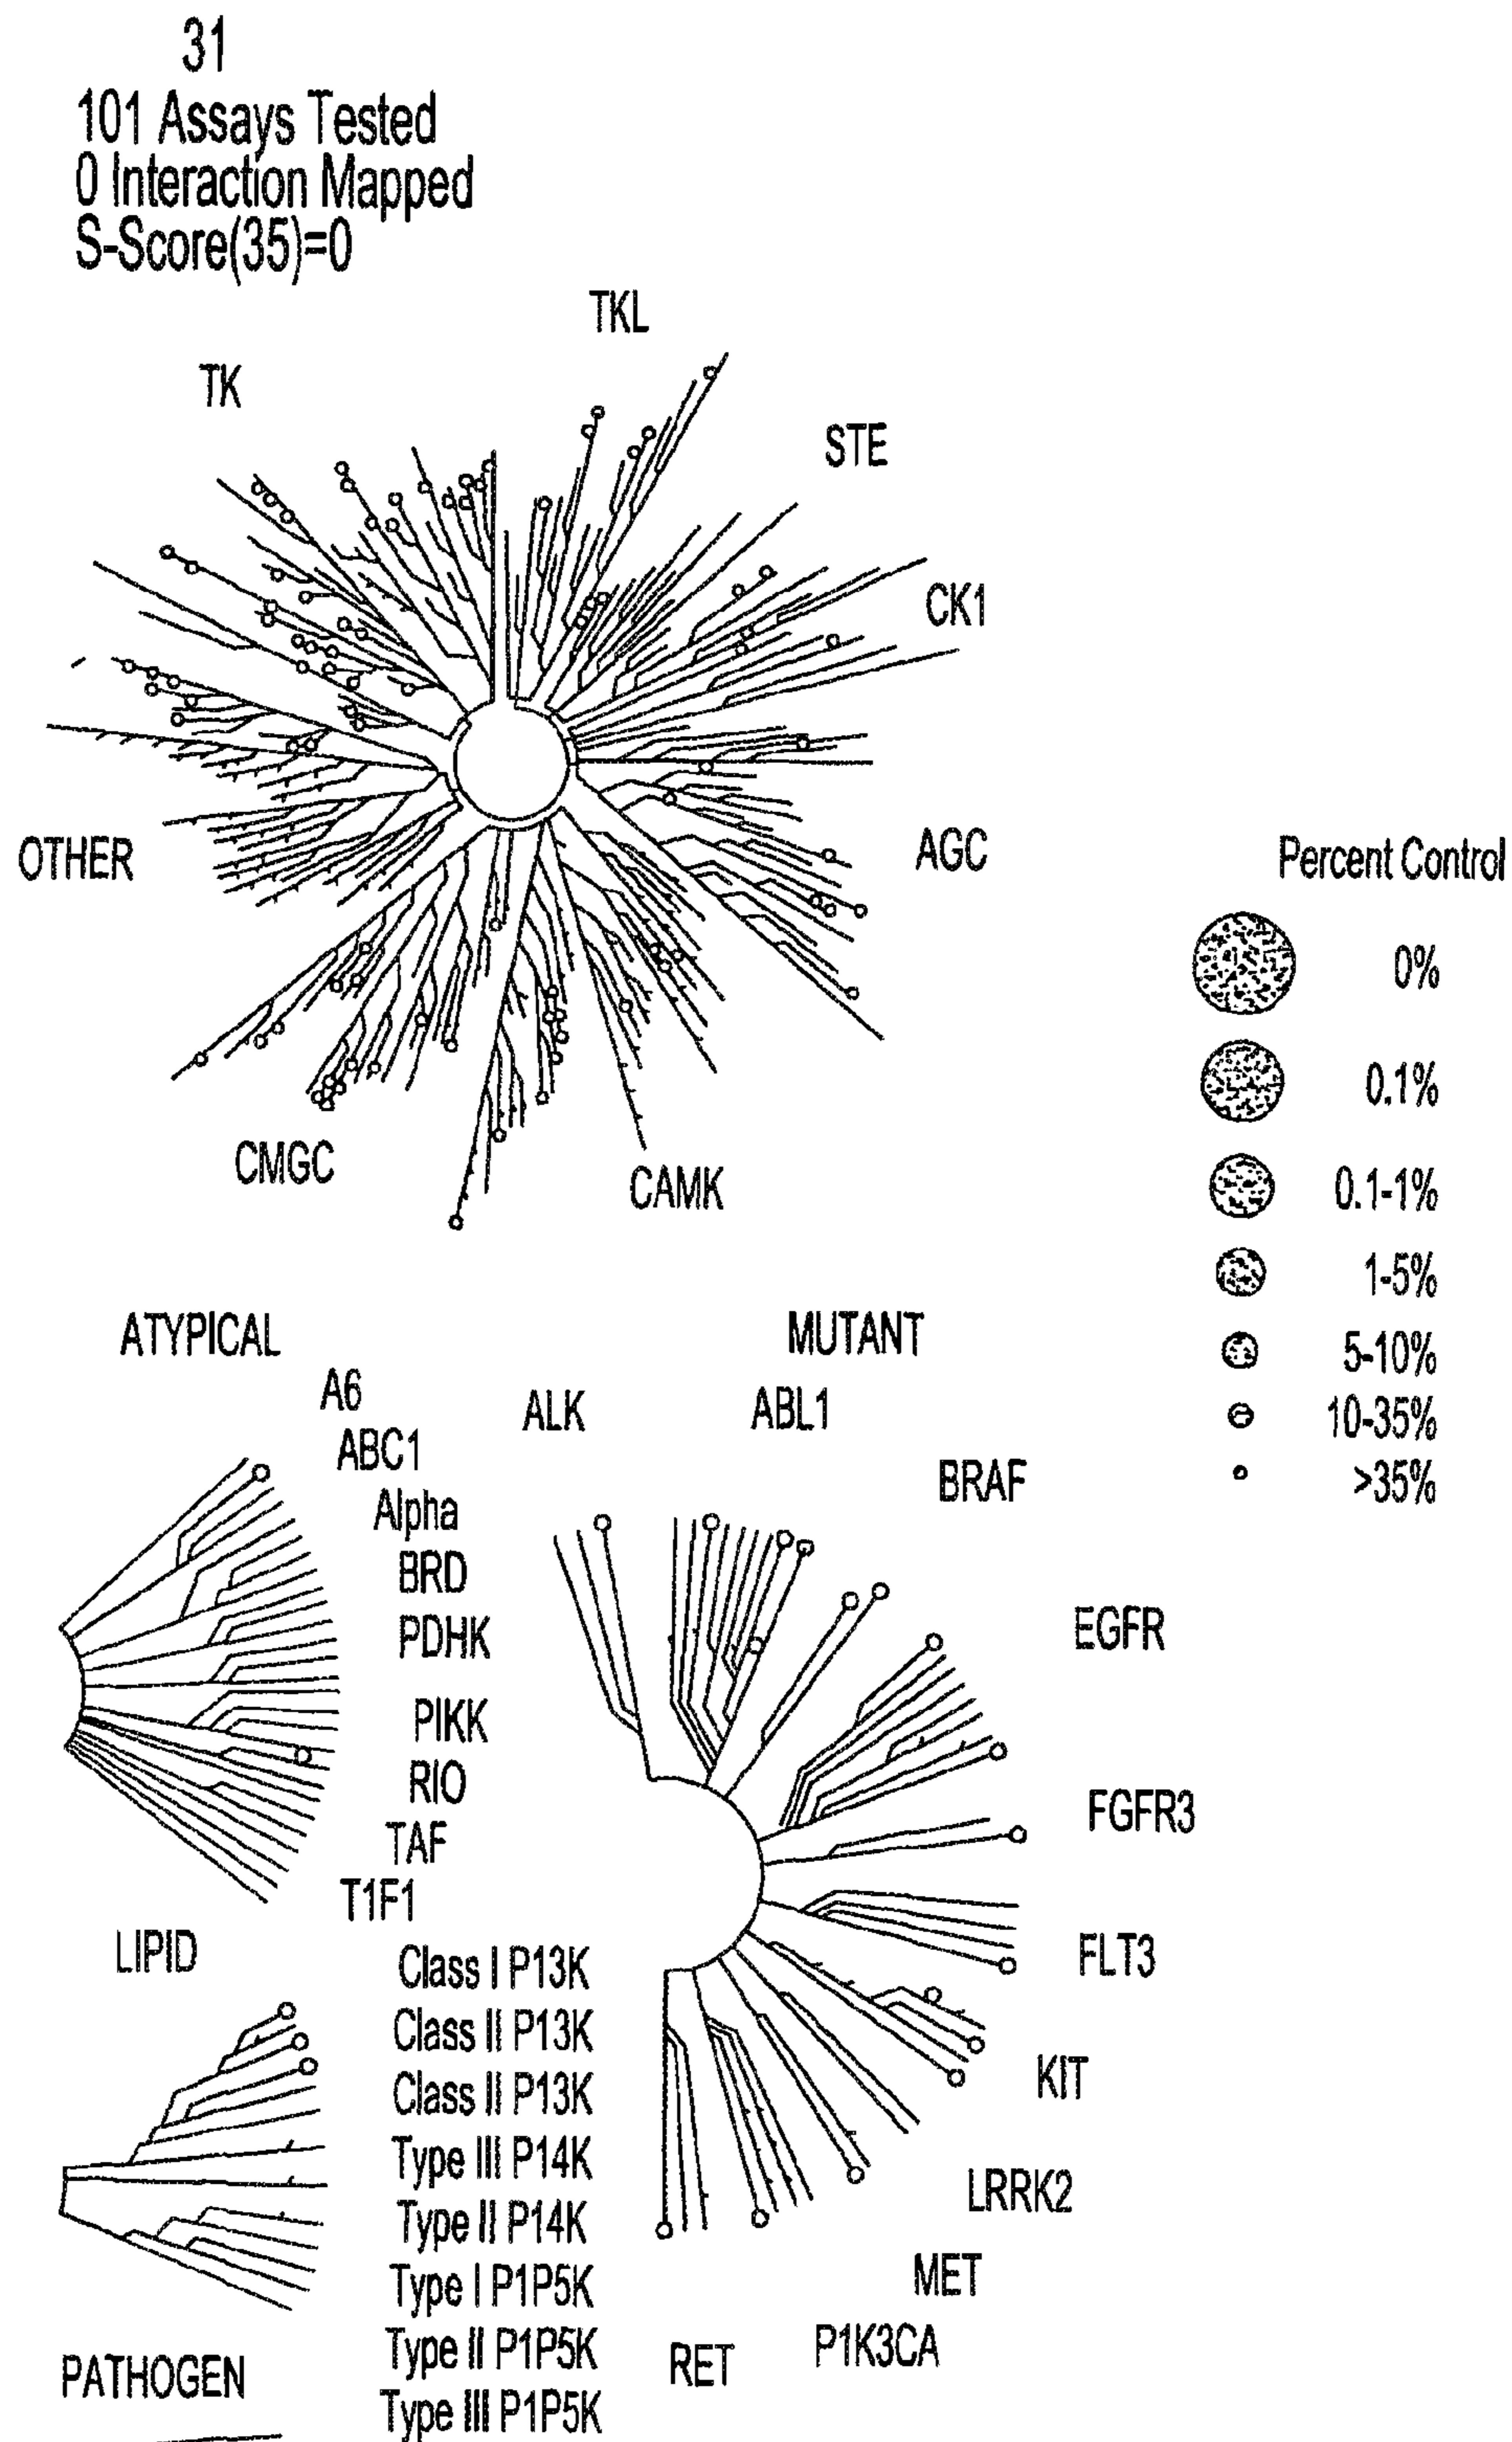 31
101 Assays Tested
0 Interaction Mapped
S-Score(35)=0
TKL
TK
STE
CK1
AGC
OTHER
CMGC
CAMK
Percent Control
0%
0.1%
0.1-1%
1-5%
5-10%
10-35%
>35%
ATYPICAL
A6
ABC1
Alpha
BRD
PDHK
PIKK
RIO
TAF
T1F1
MUTANT
ALK
ABL1
BRAF
EGFR
FGFR3
FLT3
KIT
LRRK2
MET
P1K3CA
RET
LIPID
Class I P13K
Class II P13K
Class II P13K
Type III P14K
Type II P14K
Type I P1P5K
Type II P1P5K
Type III P1P5K
PATHOGEN